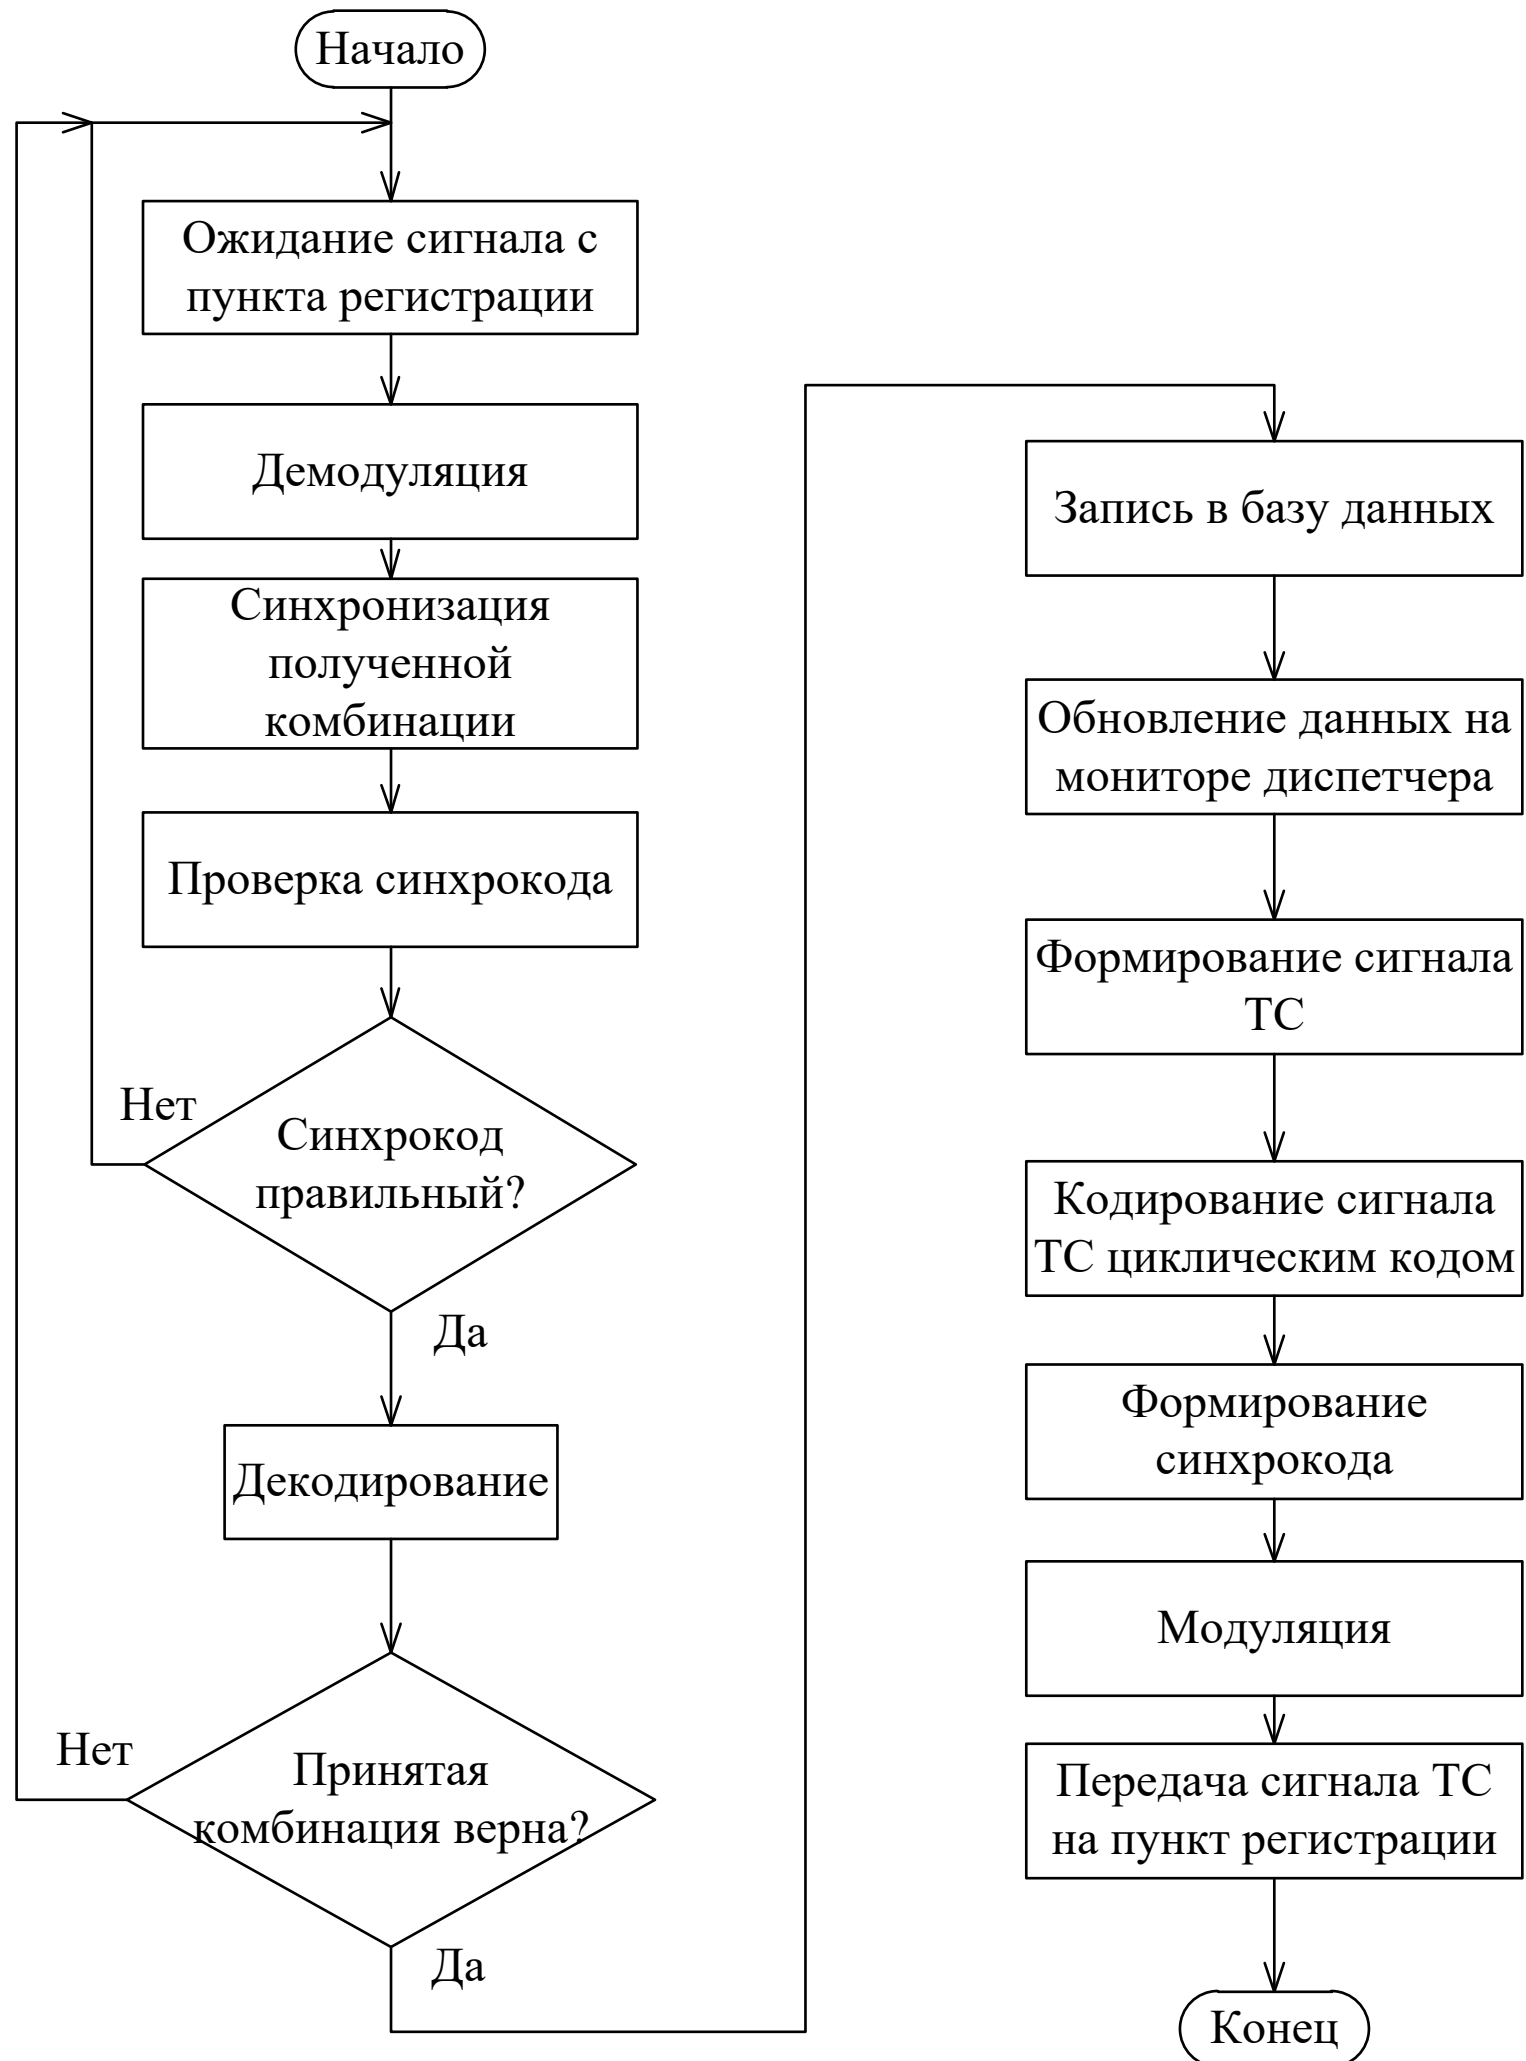 Начало
Ожидание сигнала с
пункта регистрации
Демодуляция
Синхронизация
полученной
комбинации
Проверка синхрокода
Нет
Синхрокод
правильный?
Да
Декодирование
Нет
Принятая
комбинация верна?
Да
Запись в базу данных
Обновление данных на
мониторе диспетчера
Формирование сигнала
ТС
Кодирование сигнала
ТС циклическим кодом
Формирование
синхрокода
Модуляция
Передача сигнала ТС
на пункт регистрации
Конец